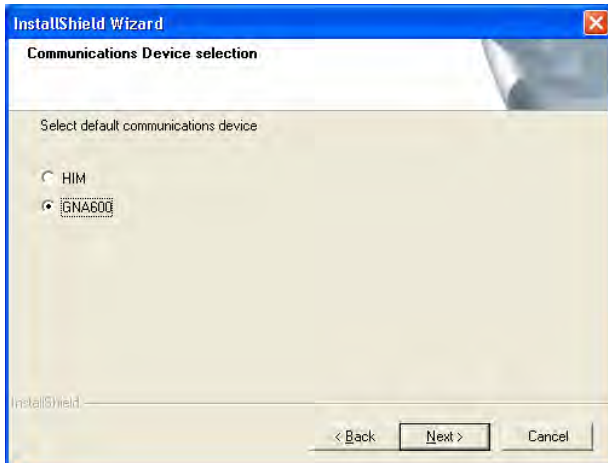 InstallShield Wizard
Communications Device selection
Select default communications device
HIM
GNA600
InstallShield
< Back Next > Cancel